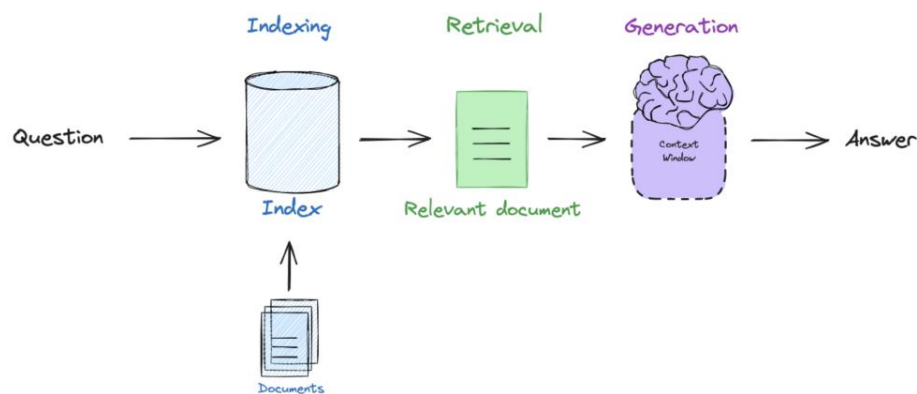 Indexing
Retrieval
Generation
Question
Context
Window
Answer
Index
Relevant document
Documents